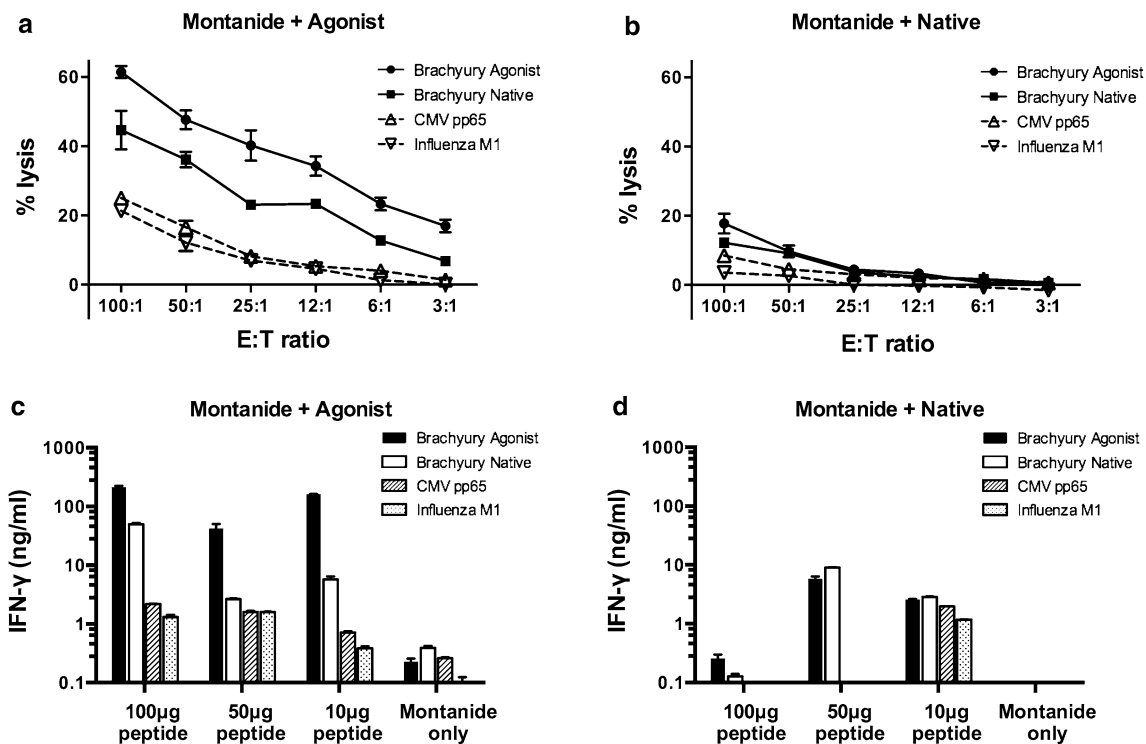 a
Montanide + Agonist
60
40
20
0
% lysis
100:1 50:1 25:1 12:1 6:1 3:1
E:T ratio
Brachyury Agonist
Brachyury Native
CMV pp65
Influenza M1
b
Montanide + Native
60
40
20
0
% lysis
100:1 50:1 25:1 12:1 6:1 3:1
E:T ratio
Brachyury Agonist
Brachyury Native
CMV pp65
Influenza M1
c
Montanide + Agonist
1000
100
10
1
0.1
IFN-γ (ng/ml)
100µg 50µg 10µg Montanide
peptide peptide peptide only
Brachyury Agonist
Brachyury Native
CMV pp65
Influenza M1
d
Montanide + Native
1000
100
10
1
0.1
IFN-γ (ng/ml)
100µg 50µg 10µg Montanide
peptide peptide peptide only
Brachyury Agonist
Brachyury Native
CMV pp65
Influenza M1